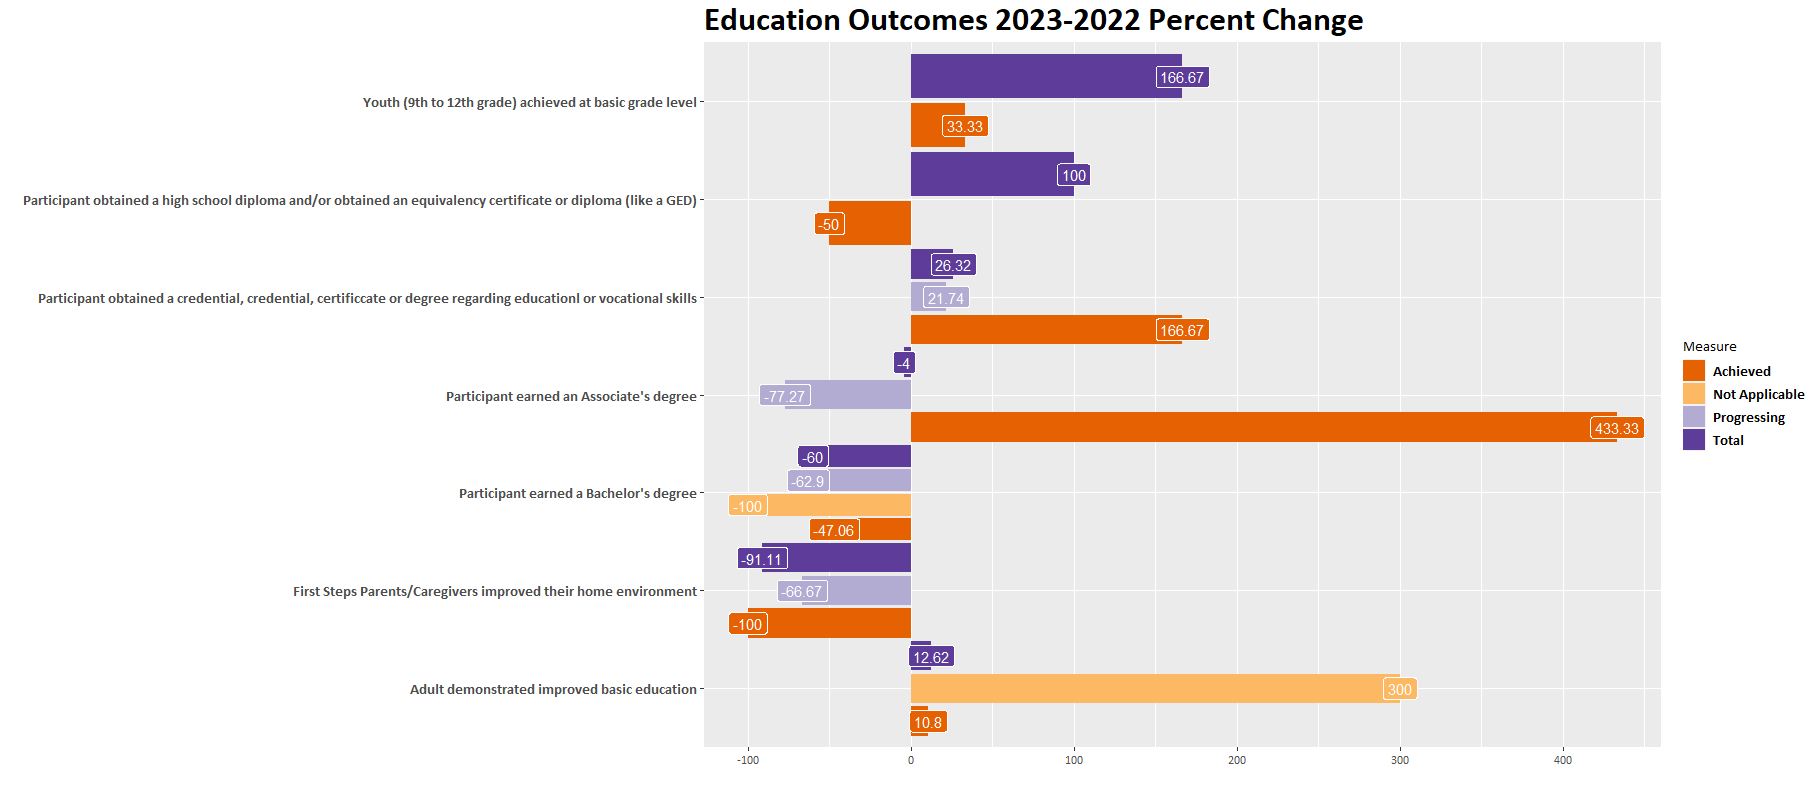 Education Outcomes 2023-2022 Percent Change
166.67
Youth (9th to 12th grade) achieved at basic grade level
33.33
100
Participant obtained a high school diploma and/or obtained an equivalency certificate or diploma (like a GED)
-50
26.32
Participant obtained a credential, credential, certificcate or degree regarding educationl or vocational skills
21.74
166.67
-4
Participant earned an Associate's degree
-77.27
433.33
-60
-62.9
Participant earned a Bachelor's degree
-100
-47.06
-91.11
First Steps Parents/Caregivers improved their home environment
-66.67
-100
12.62
Adult demonstrated improved basic education
300
10.8
-100 0 100 200 300 400
Measure
Achieved
Not Applicable
Progressing
Total